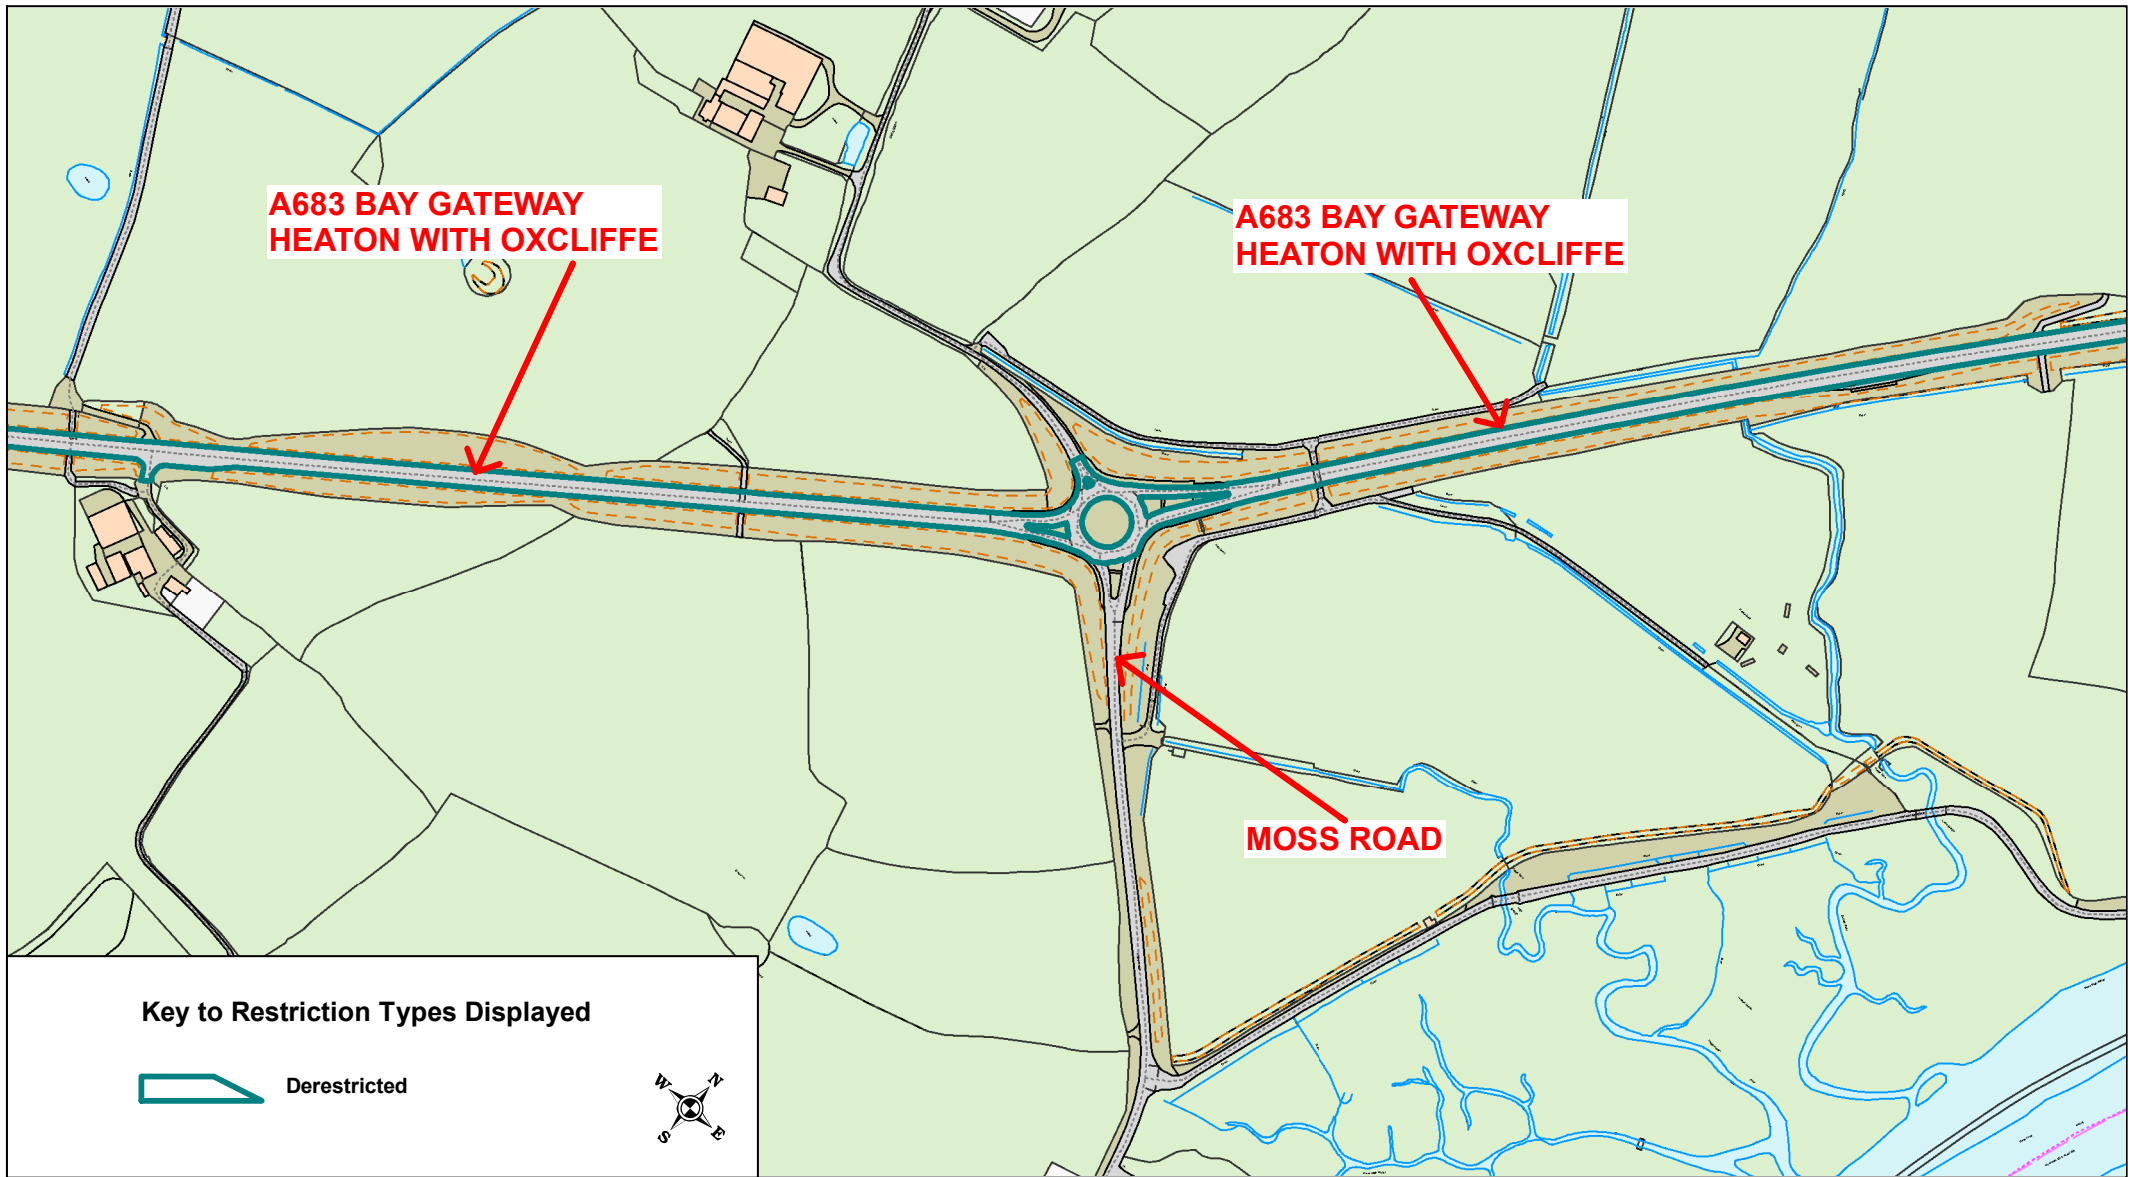 A683 BAY GATEWAY
HEATON WITH OXCLIFFE
A683 BAY GATEWAY
HEATON WITH OXCLIFFE
MOSS ROAD
Key to Restriction Types Displayed
Derestricted
W N
S E